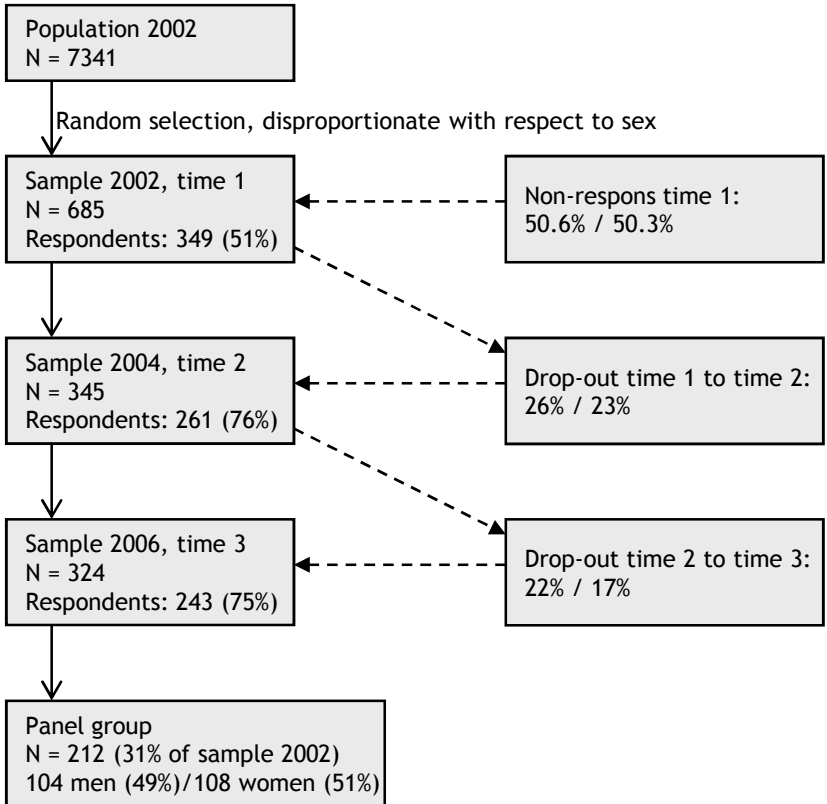 Population 2002
N = 7341
Random selection, disproportionate with respect to sex
Sample 2002, time 1
N = 685
Respondents: 349 (51%)
Non-respons time 1:
50.6% / 50.3%
Sample 2004, time 2
N = 345
Respondents: 261 (76%)
Drop-out time 1 to time 2:
26% / 23%
Sample 2006, time 3
N = 324
Respondents: 243 (75%)
Drop-out time 2 to time 3:
22% / 17%
Panel group
N = 212 (31% of sample 2002)
104 men (49%)/108 women (51%)